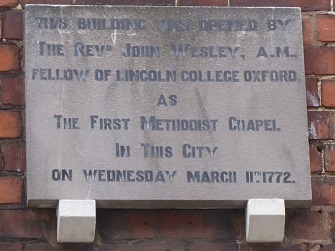 THIS BUILDING WAS OPENED BY
THE REVD JOHN WESLEY, A.M.,
FELLOW OF LINCOLN COLLEGE OXFORD,
AS
THE FIRST METHODIST CHAPEL
IN THIS CITY
ON WEDNESDAY MARCH 11TH 1772.